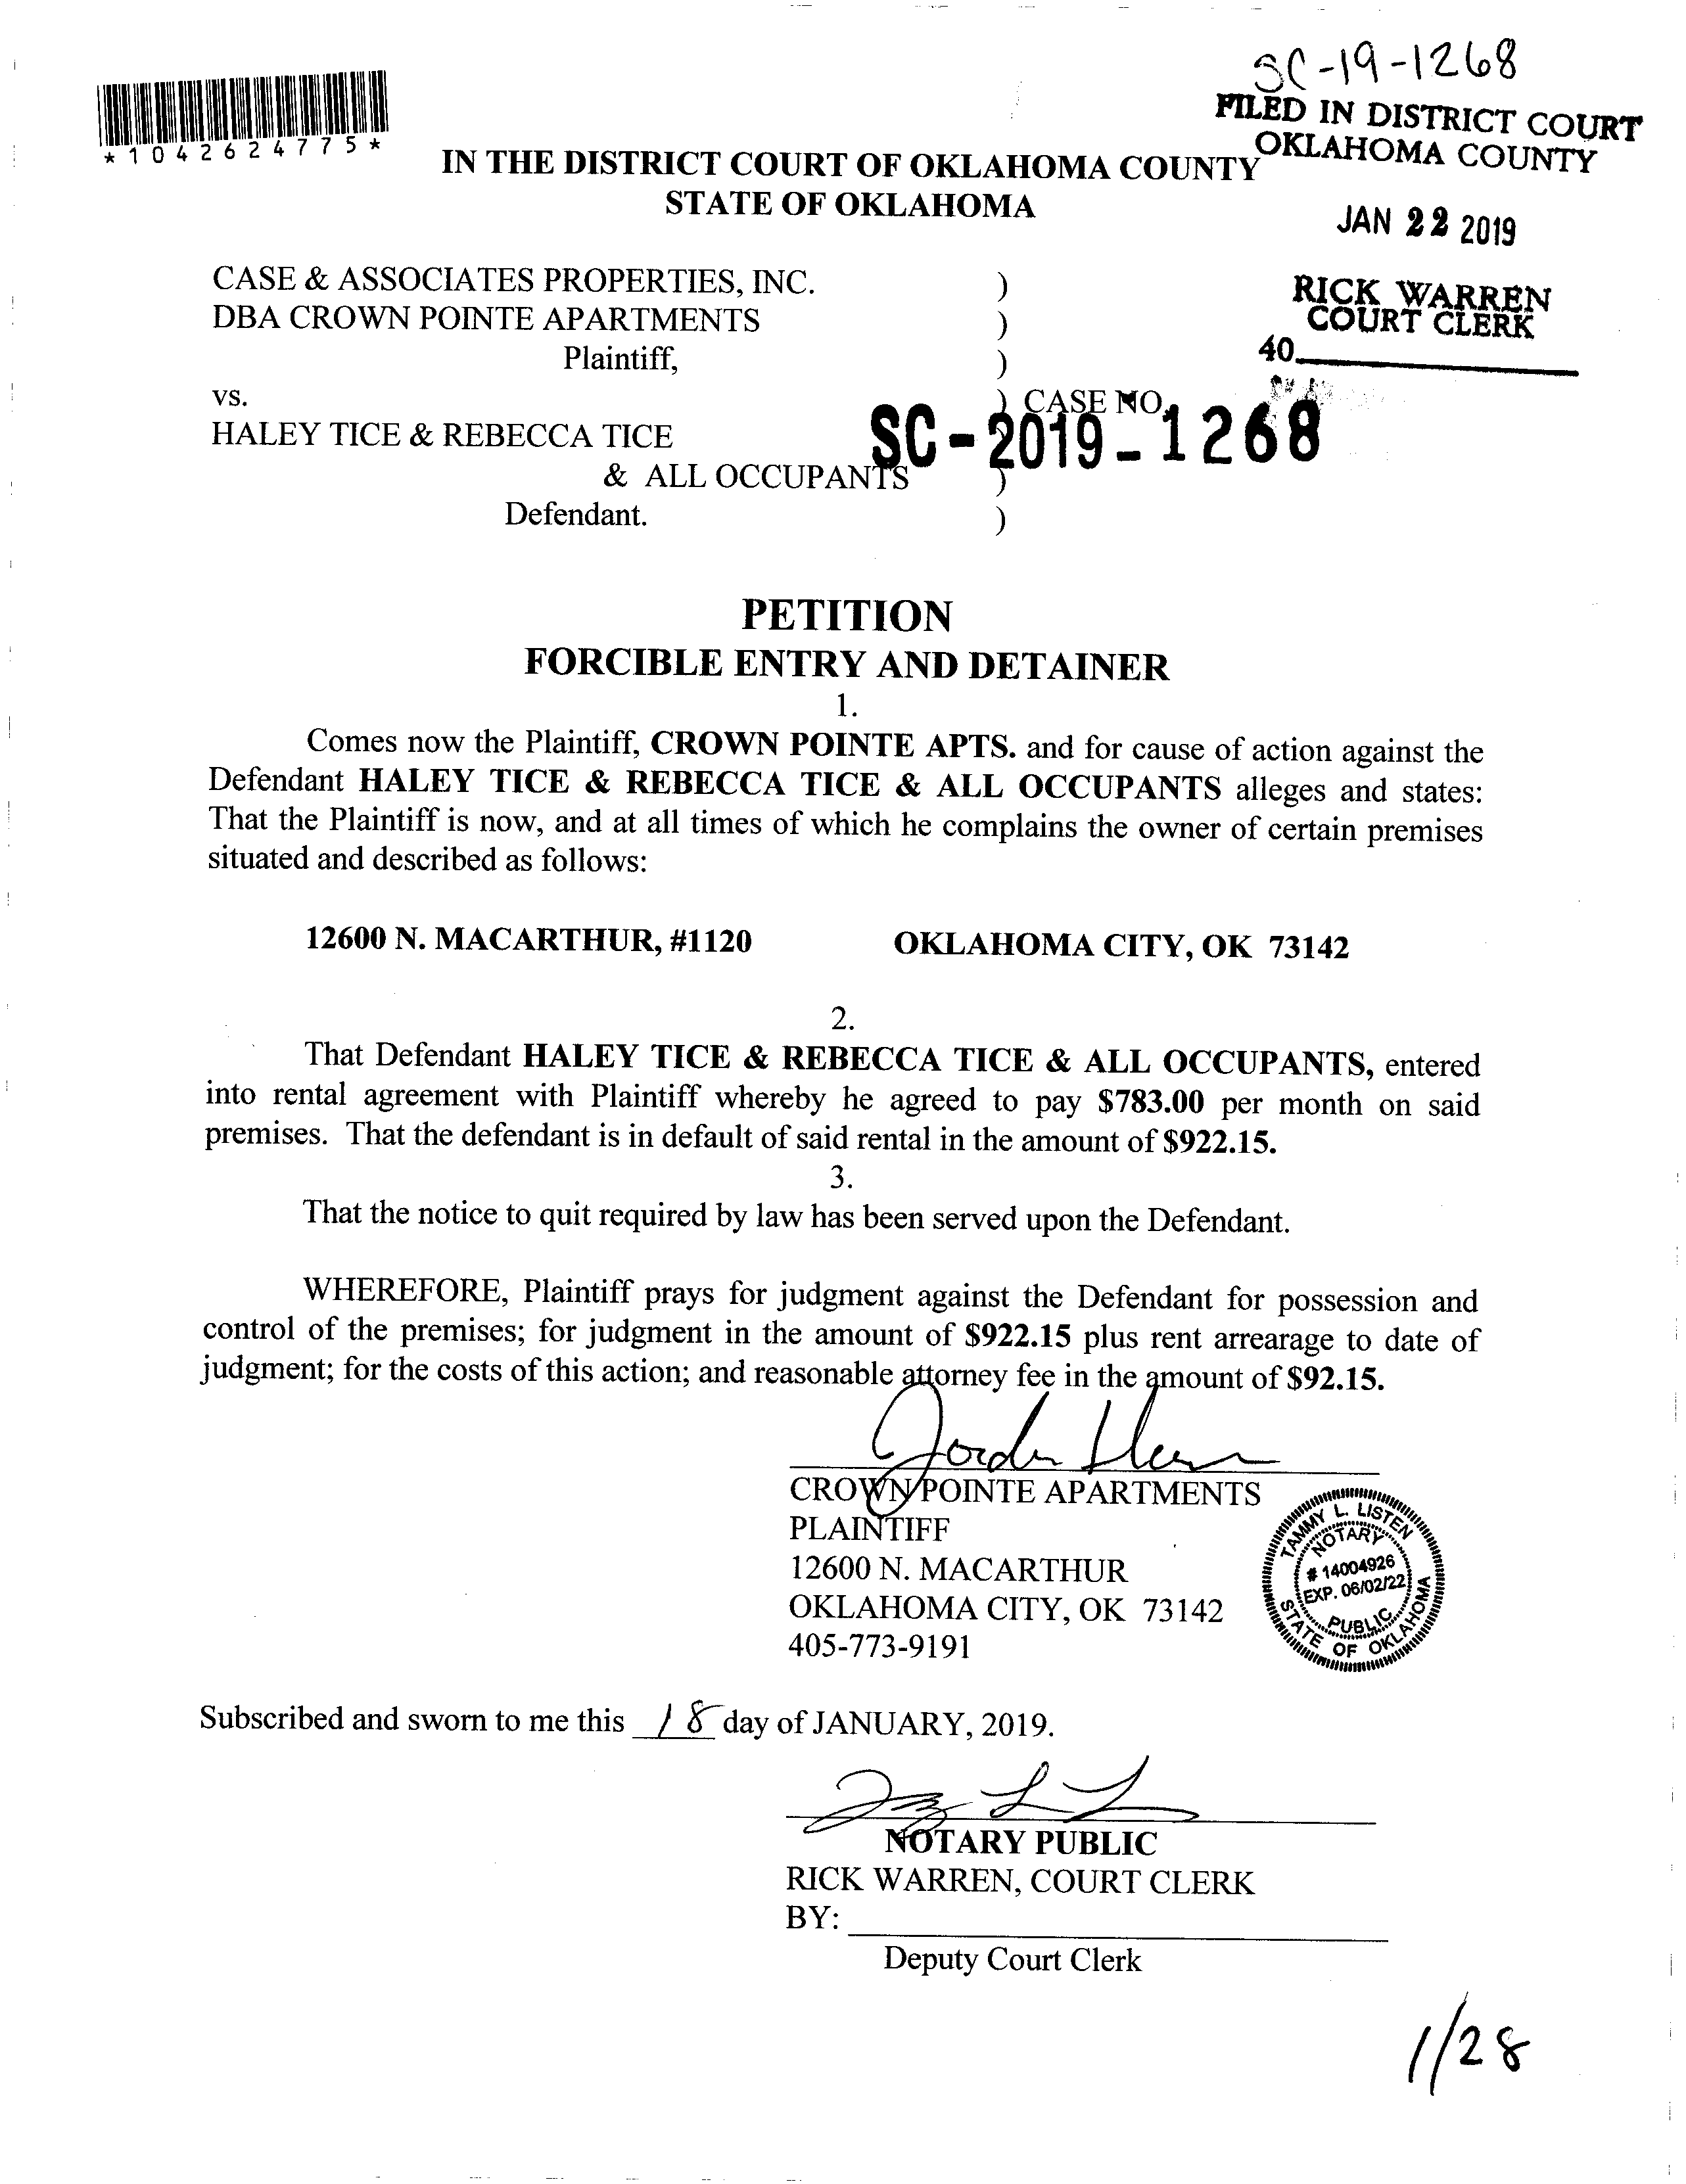 SC-19-1268
FILED IN DISTRICT COURT
OKLAHOMA COUNTY
*1042624775*
IN THE DISTRICT COURT OF OKLAHOMA COUNTY
STATE OF OKLAHOMA
JAN 22 2019
RICK WARREN
COURT CLERK
40
CASE & ASSOCIATES PROPERTIES, INC. )
DBA CROWN POINTE APARTMENTS )
Plaintiff, )
vs. ) CASE NO.
SC-2019-1268
HALEY TICE & REBECCA TICE
& ALL OCCUPANTS )
Defendant. )
PETITION
FORCIBLE ENTRY AND DETAINER
1.
Comes now the Plaintiff, CROWN POINTE APTS. and for cause of action against the
Defendant HALEY TICE & REBECCA TICE & ALL OCCUPANTS alleges and states:
That the Plaintiff is now, and at all times of which he complains the owner of certain premises
situated and described as follows:
12600 N. MACARTHUR, #1120 OKLAHOMA CITY, OK 73142
2.
That Defendant HALEY TICE & REBECCA TICE & ALL OCCUPANTS, entered
into rental agreement with Plaintiff whereby he agreed to pay $783.00 per month on said
premises. That the defendant is in default of said rental in the amount of $922.15.
3.
That the notice to quit required by law has been served upon the Defendant.
WHEREFORE, Plaintiff prays for judgment against the Defendant for possession and
control of the premises; for judgment in the amount of $922.15 plus rent arrearage to date of
judgment; for the costs of this action; and reasonable attorney fee in the amount of $92.15.
CROWN POINTE APARTMENTS
PLAINTIFF
12600 N. MACARTHUR
OKLAHOMA CITY, OK 73142
405-773-9191
TAMMY L. LISTEN
NOTARY
# 14004926
EXP. 06/02/22
PUBLIC
STATE OF OKLAHOMA
Subscribed and sworn to me this 18 day of JANUARY, 2019.
NOTARY PUBLIC
RICK WARREN, COURT CLERK
BY:
Deputy Court Clerk
1/28